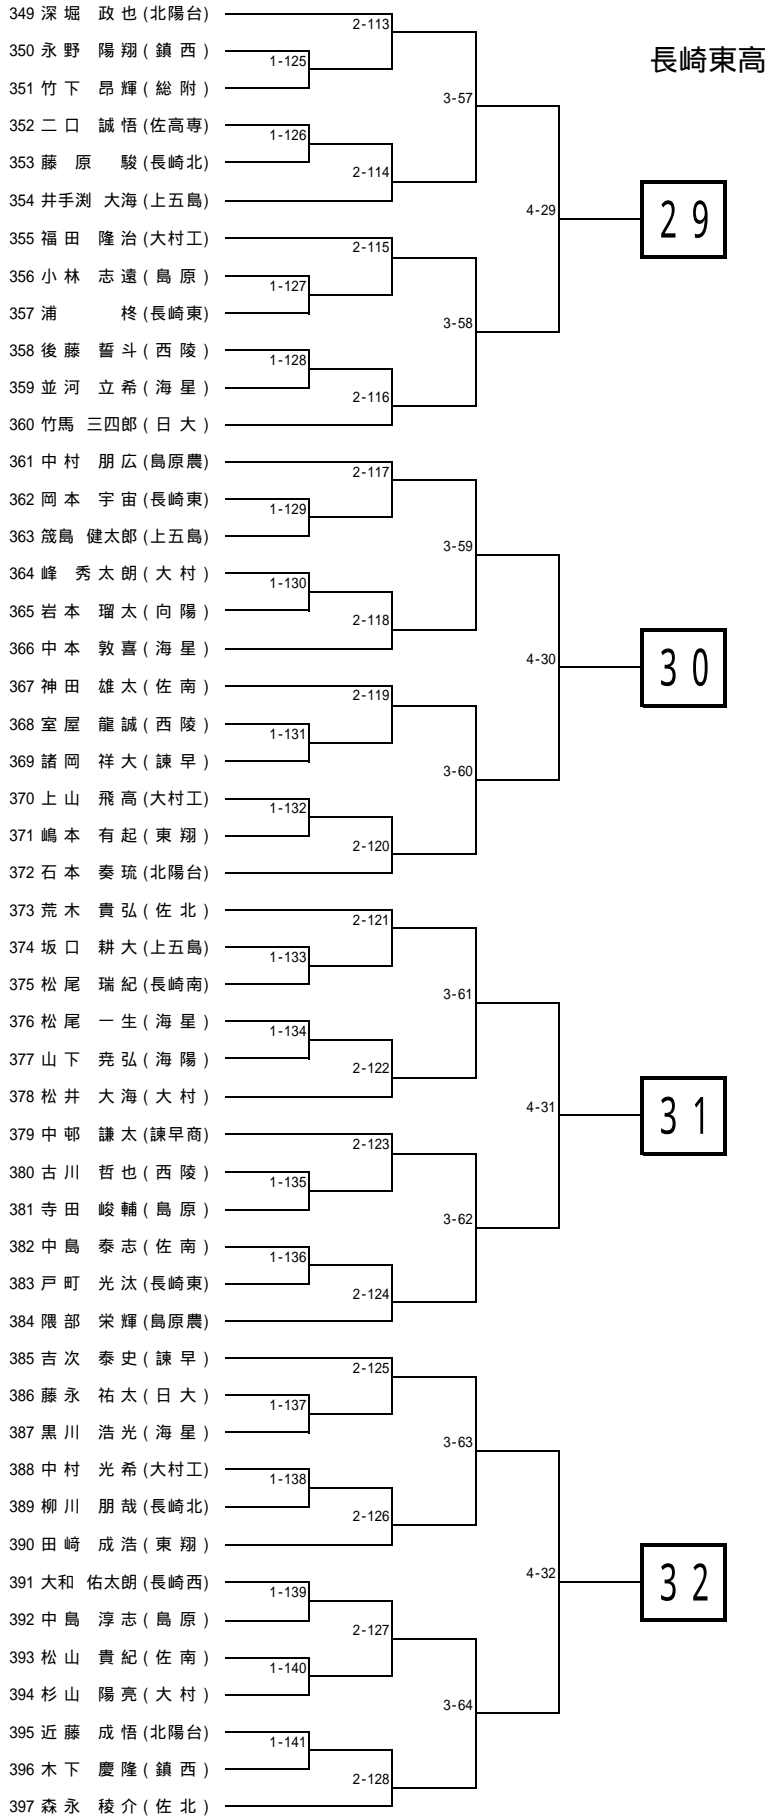 長崎東高
349 深堀 政也 (北陽台)
2-113
350 永野 陽翔 (鎮西)
1-125
351 竹下 昂輝 (総附)
3-57
352 二口 誠悟 (佐高専)
1-126
353 藤原 駿 (長崎北)
2-114
354 井手渕 大海 (上五島)
4-29
29
355 福田 隆治 (大村工)
2-115
356 小林 志遠 (島原)
1-127
357 浦 柊 (長崎東)
3-58
358 後藤 誓斗 (西陵)
1-128
359 並河 立希 (海星)
2-116
360 竹馬 三四郎 (日大)
361 中村 朋広 (島原農)
2-117
362 岡本 宇宙 (長崎東)
1-129
363 筬島 健太郎 (上五島)
3-59
364 峰 秀太朗 (大村)
1-130
365 岩本 瑠太 (向陽)
2-118
366 中本 敦喜 (海星)
4-30
30
367 神田 雄太 (佐南)
2-119
368 室屋 龍誠 (西陵)
1-131
369 諸岡 祥大 (諫早)
3-60
370 上山 飛高 (大村工)
1-132
371 嶋本 有起 (東翔)
2-120
372 石本 奏琉 (北陽台)
373 荒木 貴弘 (佐北)
2-121
374 坂口 耕大 (上五島)
1-133
375 松尾 瑞紀 (長崎南)
3-61
376 松尾 一生 (海星)
1-134
377 山下 尭弘 (海陽)
2-122
378 松井 大海 (大村)
4-31
31
379 中邨 謙太 (諫早商)
2-123
380 古川 哲也 (西陵)
1-135
381 寺田 峻輔 (島原)
3-62
382 中島 泰志 (佐南)
1-136
383 戸町 光汰 (長崎東)
2-124
384 隈部 栄輝 (島原農)
385 吉次 泰史 (諫早)
2-125
386 藤永 祐太 (日大)
1-137
387 黒川 浩光 (海星)
3-63
388 中村 光希 (大村工)
1-138
389 柳川 朋哉 (長崎北)
2-126
390 田﨑 成浩 (東翔)
4-32
32
391 大和 佑太朗 (長崎西)
1-139
392 中島 淳志 (島原)
2-127
393 松山 貴紀 (佐南)
1-140
394 杉山 陽亮 (大村)
3-64
395 近藤 成悟 (北陽台)
1-141
396 木下 慶隆 (鎮西)
2-128
397 森永 稜介 (佐北)